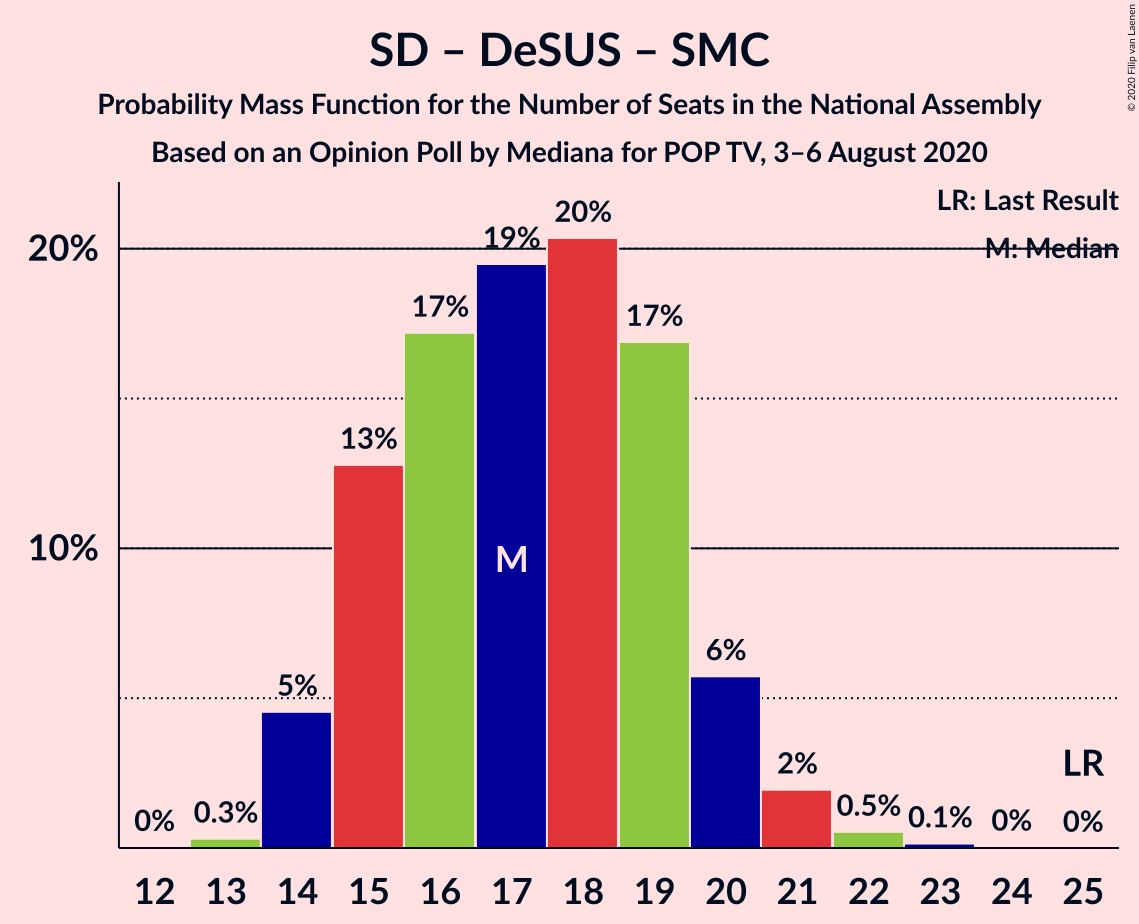 SD – DeSUS – SMC
Probability Mass Function for the Number of Seats in the National Assembly
Based on an Opinion Poll by Mediana for POP TV, 3–6 August 2020
© 2020 Filip van Laenen
LR: Last Result
M: Median
20%
10%
0%
0.3%
5%
13%
17%
19%
20%
17%
6%
2%
0.5%
0.1%
0%
0%
M
LR
12 13 14 15 16 17 18 19 20 21 22 23 24 25